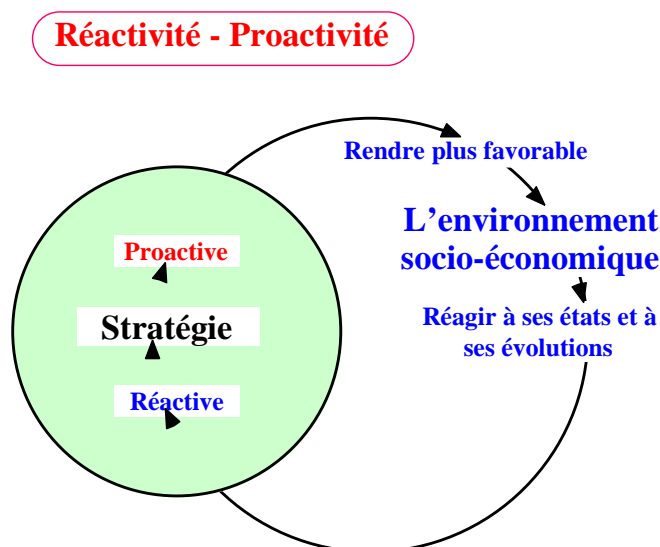 Réactivité - Proactivité
Rendre plus favorable
L’environnement
socio-économique
Proactive
Réagir à ses états et à
ses évolutions
Stratégie
Réactive